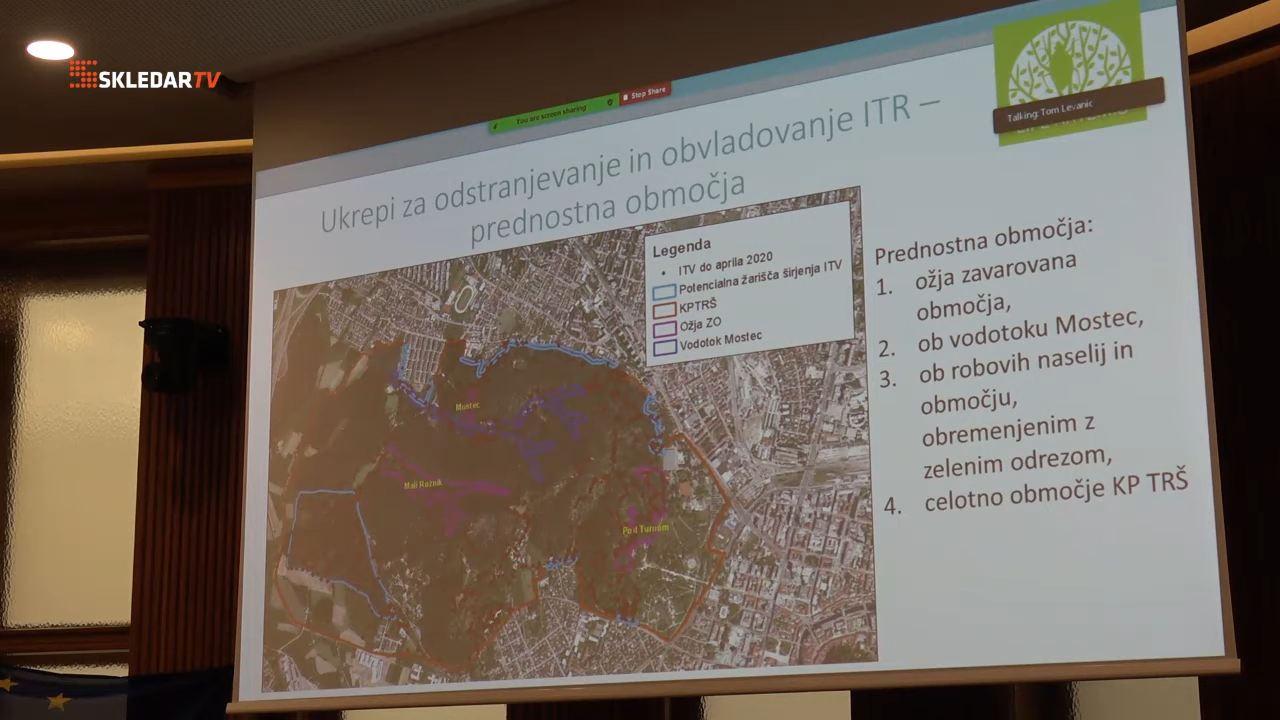 SKLEDAR TV
You are screen sharing
Stop Share
Talking: Tom Levanic
Ukrepi za odstranjevanje in obvladovanje ITR –
prednostna območja
Legenda
• ITV do aprila 2020
Potencialna žarišča širjenja ITV
KPTRŠ
Ožja ZO
Vodotok Mostec
Mostec
Mali Rožnik
Pod Turnom
Prednostna območja:
1. ožja zavarovana
območja,
2. ob vodotoku Mostec,
3. ob robovih naselij in
območju,
obremenjenim z
zelenim odrezom,
4. celotno območje KP TRŠ